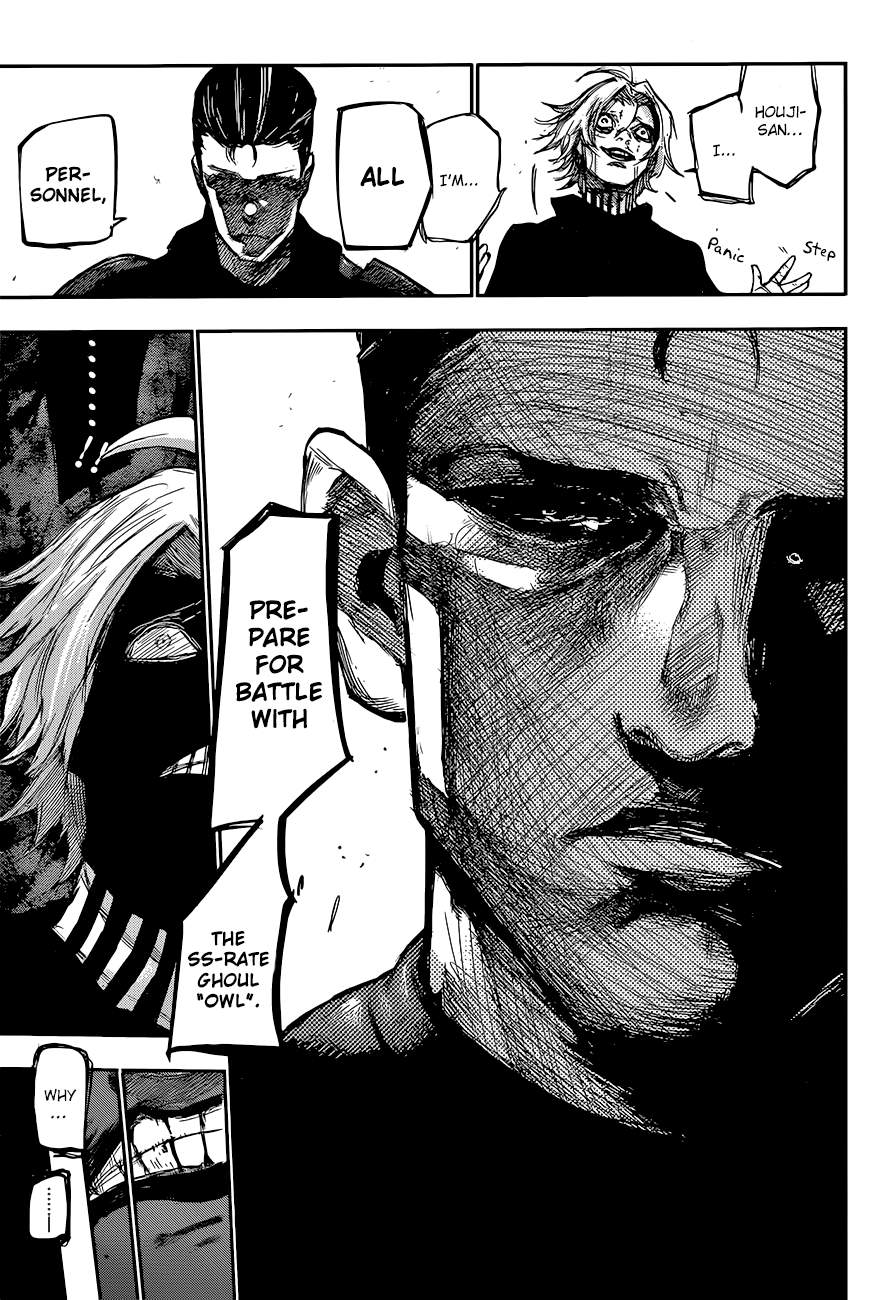 HOUJI-
SAN...
I...
Panic
Step
I'M...
ALL
PER-
SONNEL,
PRE-
PARE
FOR
BATTLE
WITH
THE
SS-RATE
GHOUL
"OWL".
......!!
WHY
...
......